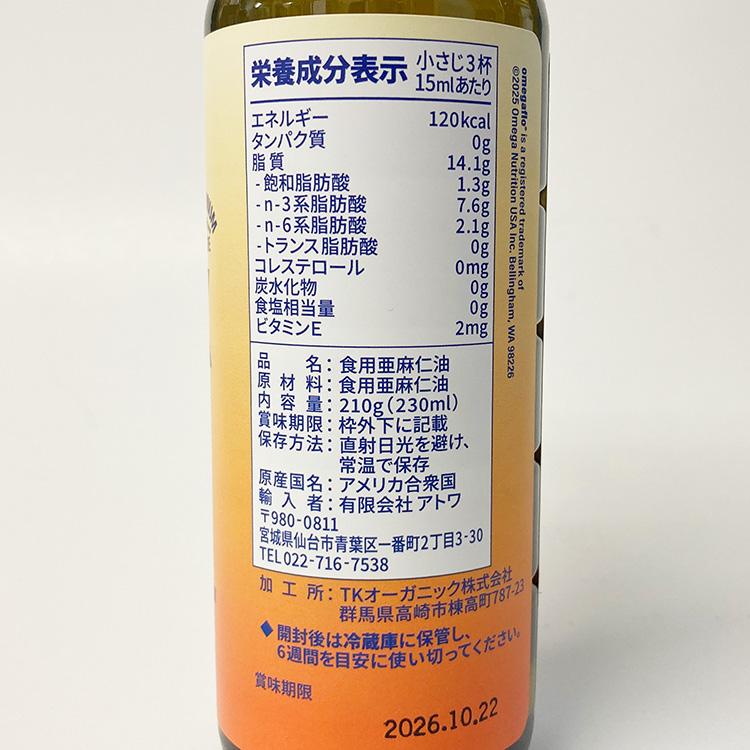 栄養成分表示 小さじ3杯
15mlあたり
エネルギー 120kcal
タンパク質 0g
脂質 14.1g
-飽和脂肪酸 1.3g
-n-3系脂肪酸 7.6g
-n-6系脂肪酸 2.1g
-トランス脂肪酸 0g
コレステロール 0mg
炭水化物 0g
食塩相当量 0g
ビタミンE 2mg
品名：食用亜麻仁油
原材料：食用亜麻仁油
内容量：210g（230ml）
賞味期限：枠外下に記載
保存方法：直射日光を避け、
常温で保存
原産国名：アメリカ合衆国
輸入者：有限会社 アトワ
〒980-0811
宮城県仙台市青葉区一番町2丁目3-30
TEL022-716-7538
加工所：TKオーガニック株式会社
群馬県高崎市棟高町787-23
◆開封後は冷蔵庫に保管し、
6週間を目安に使い切ってください。
賞味期限
2026.10.22
omegaflo® is a registered trademark of
©2025 Omega Nutrition USA Inc. Bellingham, WA 98226